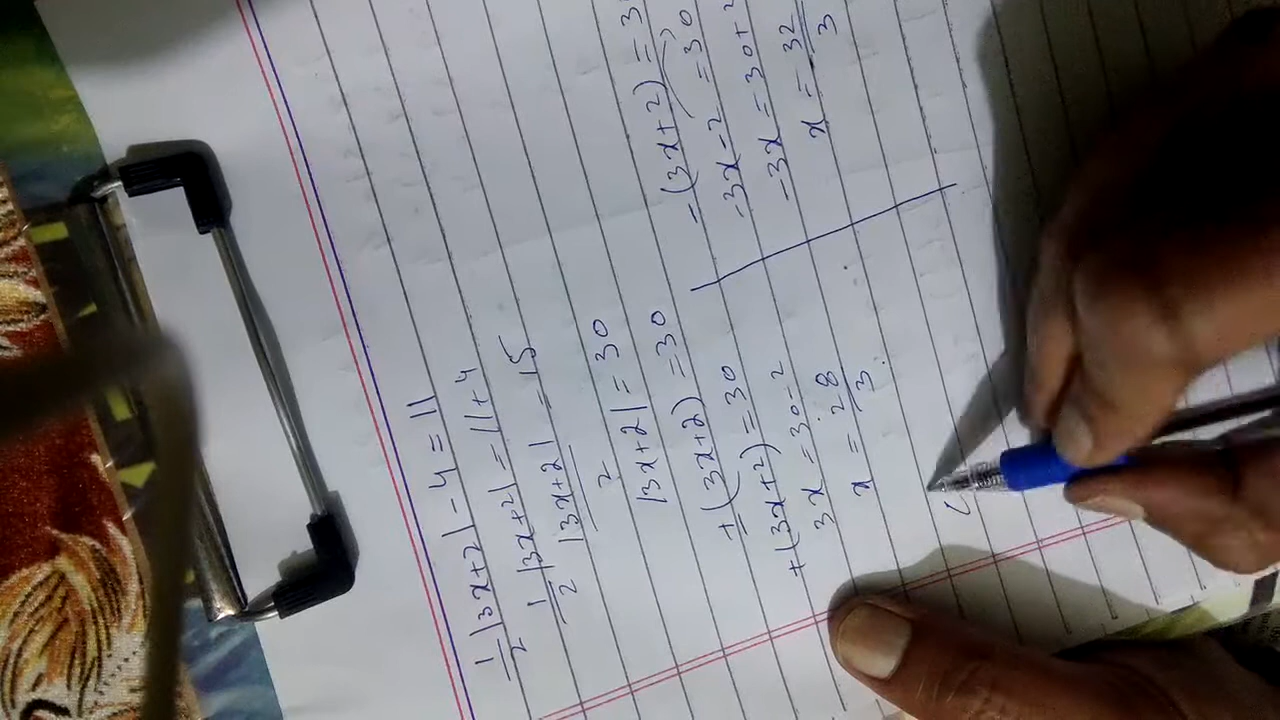 1/2 |3x+2| - 4 = 11
1/2 |3x+2| = 11+4
|3x+2| / 2 = 15
|3x+2| = 30
± (3x+2) = 30
+(3x+2) = 30
3x = 30-2
x = 28/3
-(3x+2) = 3
-(3x+2) = 30
-3x-2 = 30
-3x = 30+
x = 32/3
(